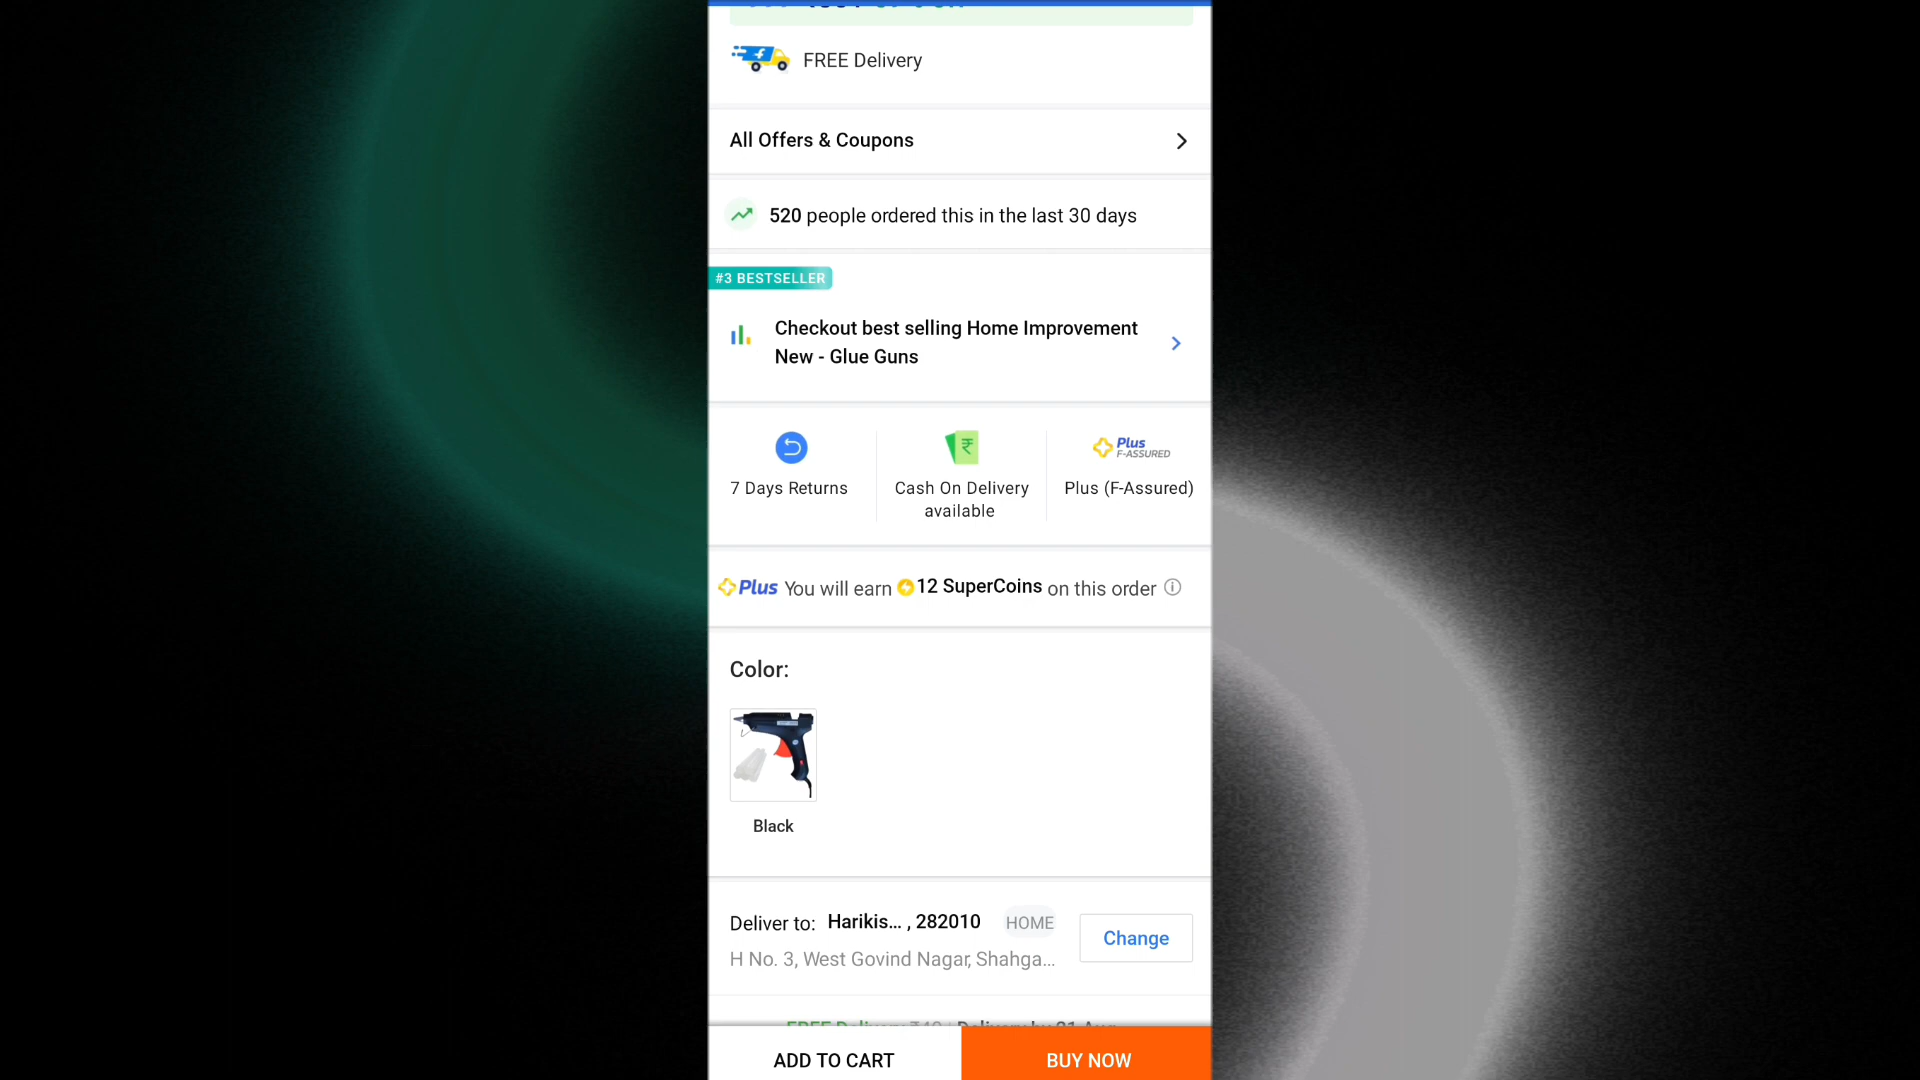 FREE Delivery
All Offers & Coupons
520 people ordered this in the last 30 days
#3 BESTSELLER
Checkout best selling Home Improvement
New - Glue Guns
Plus
F-ASSURED
7 Days Returns
Cash On Delivery
available
Plus (F-Assured)
Plus You will earn 12 SuperCoins on this order
Color:
Black
Deliver to: Harikis... , 282010 HOME
Change
H No. 3, West Govind Nagar, Shahga...
ADD TO CART
BUY NOW